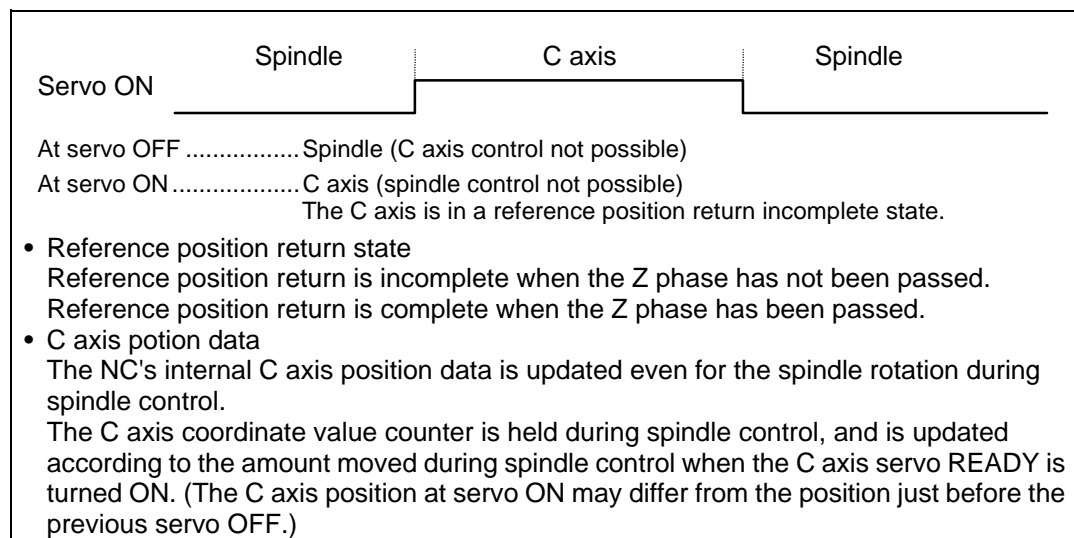 Spindle C axis Spindle
Servo ON
At servo OFF .................Spindle (C axis control not possible)
At servo ON...................C axis (spindle control not possible)
The C axis is in a reference position return incomplete state.
• Reference position return state
Reference position return is incomplete when the Z phase has not been passed.
Reference position return is complete when the Z phase has been passed.
• C axis potion data
The NC's internal C axis position data is updated even for the spindle rotation during
spindle control.
The C axis coordinate value counter is held during spindle control, and is updated
according to the amount moved during spindle control when the C axis servo READY is
turned ON. (The C axis position at servo ON may differ from the position just before the
previous servo OFF.)